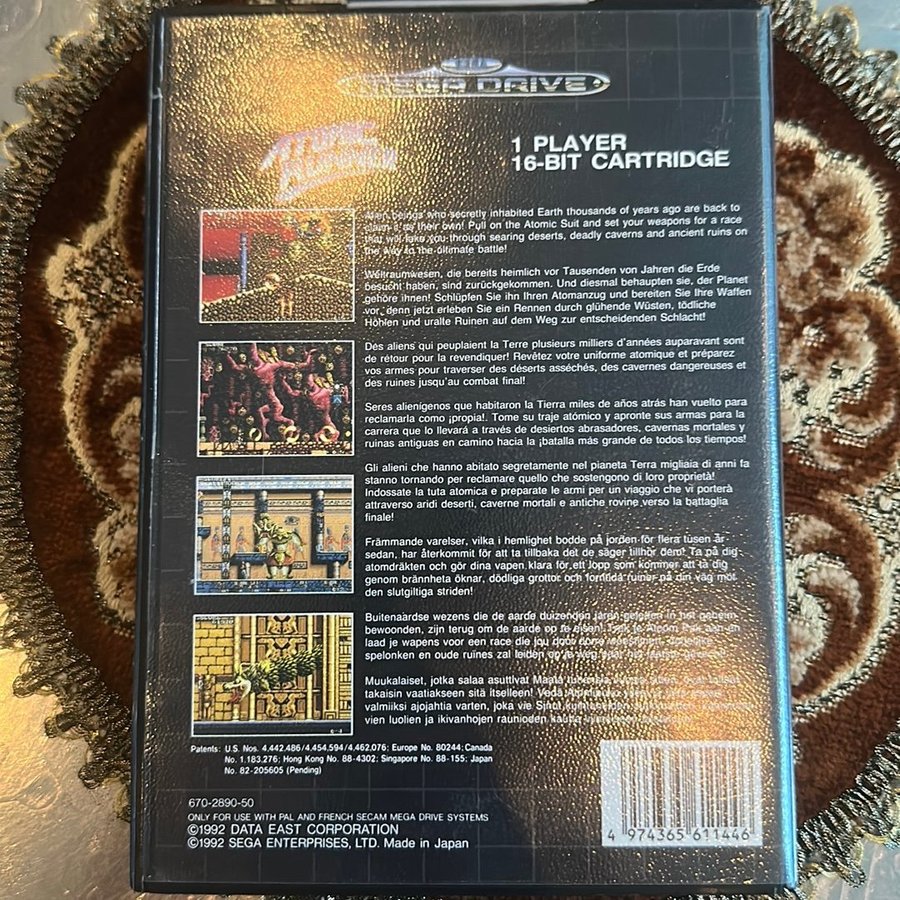 MEGA DRIVE
ATOMIC
RUNNER
1 PLAYER
16-BIT CARTRIDGE
Alien beings who secretly inhabited Earth thousands of years ago are back to
claim it as their own! Pull on the Atomic Suit and set your weapons for a race
that will take you through searing deserts, deadly caverns and ancient ruins on
the way to the ultimate battle!
Weltraumwesen, die bereits heimlich vor Tausenden von Jahren die Erde
besucht haben, sind zurückgekommen. Und diesmal behaupten sie, der Planet
gehöre ihnen! Schlüpfen Sie ihn Ihren Atomanzug und bereiten Sie Ihre Waffen
vor, denn jetzt erleben Sie ein Rennen durch glühende Wüsten, tödliche
Höhlen und uralte Ruinen auf dem Weg zur entscheidenden Schlacht!
Des aliens qui peuplaient la Terre plusieurs milliers d'années auparavant sont
de retour pour la revendiquer! Revêtez votre uniforme atomique et préparez
vos armes pour traverser des déserts asséchés, des cavernes dangereuses et
des ruines jusqu'au combat final!
Seres alienígenos que habitaron la Tierra miles de años atrás han vuelto para
reclamarla como ¡propia!. Tome su traje atómico y apronte sus armas para la
carrera que lo llevará a través de desiertos abrasadores, cavernas mortales y
ruinas antiguas en camino hacia la ¡batalla más grande de todos los tiempos!
Gli alieni che hanno abitato segretamente nel pianeta Terra migliaia di anni fa
stanno tornando per reclamare quello che sostengono di loro proprietà!
Indossate la tuta atomica e preparate le armi per un viaggio che vi porterà
attraverso aridi deserti, caverne mortali e antiche rovine verso la battaglia
finale!
Främmande varelser, vilka i hemlighet bodde på jorden för flera tusen år
sedan, har återkommit för att ta tillbaka det de säger tillhör dem! Ta på dig
atomdräkten och gör dina vapen klara för ett lopp som kommer att ta dig
genom brännheta öknar, dödliga grottor och forntida ruiner på din väg mot
den slutgiltiga striden!
Buitenaardse wezens die de aarde duizenden jaren geleden in het geheim
bewoonden, zijn terug om de aarde op te eisen! en
laad je wapens voor een race die jou door
spelonken en oude ruines zal leiden op je weg naar het laatste
Muukalaiset, jotka salaa asuttivat Maata
takaisin vaatiakseen sitä itselleen! Vedä
valmiiksi ajojahtia varten, joka vie Sinut
vien luolien ja ikivanhojen raunioden kautta
Patents: U.S. Nos. 4,442,486/4,454,594/4,462,076; Europe No. 80244; Canada
No. 1,183,276; Hong Kong No. 88-4302; Singapore No. 88-155; Japan
No. 82-205605 (Pending)
670-2890-50
ONLY FOR USE WITH PAL AND FRENCH SECAM MEGA DRIVE SYSTEMS
©1992 DATA EAST CORPORATION
©1992 SEGA ENTERPRISES, LTD. Made in Japan
4 974365 611446